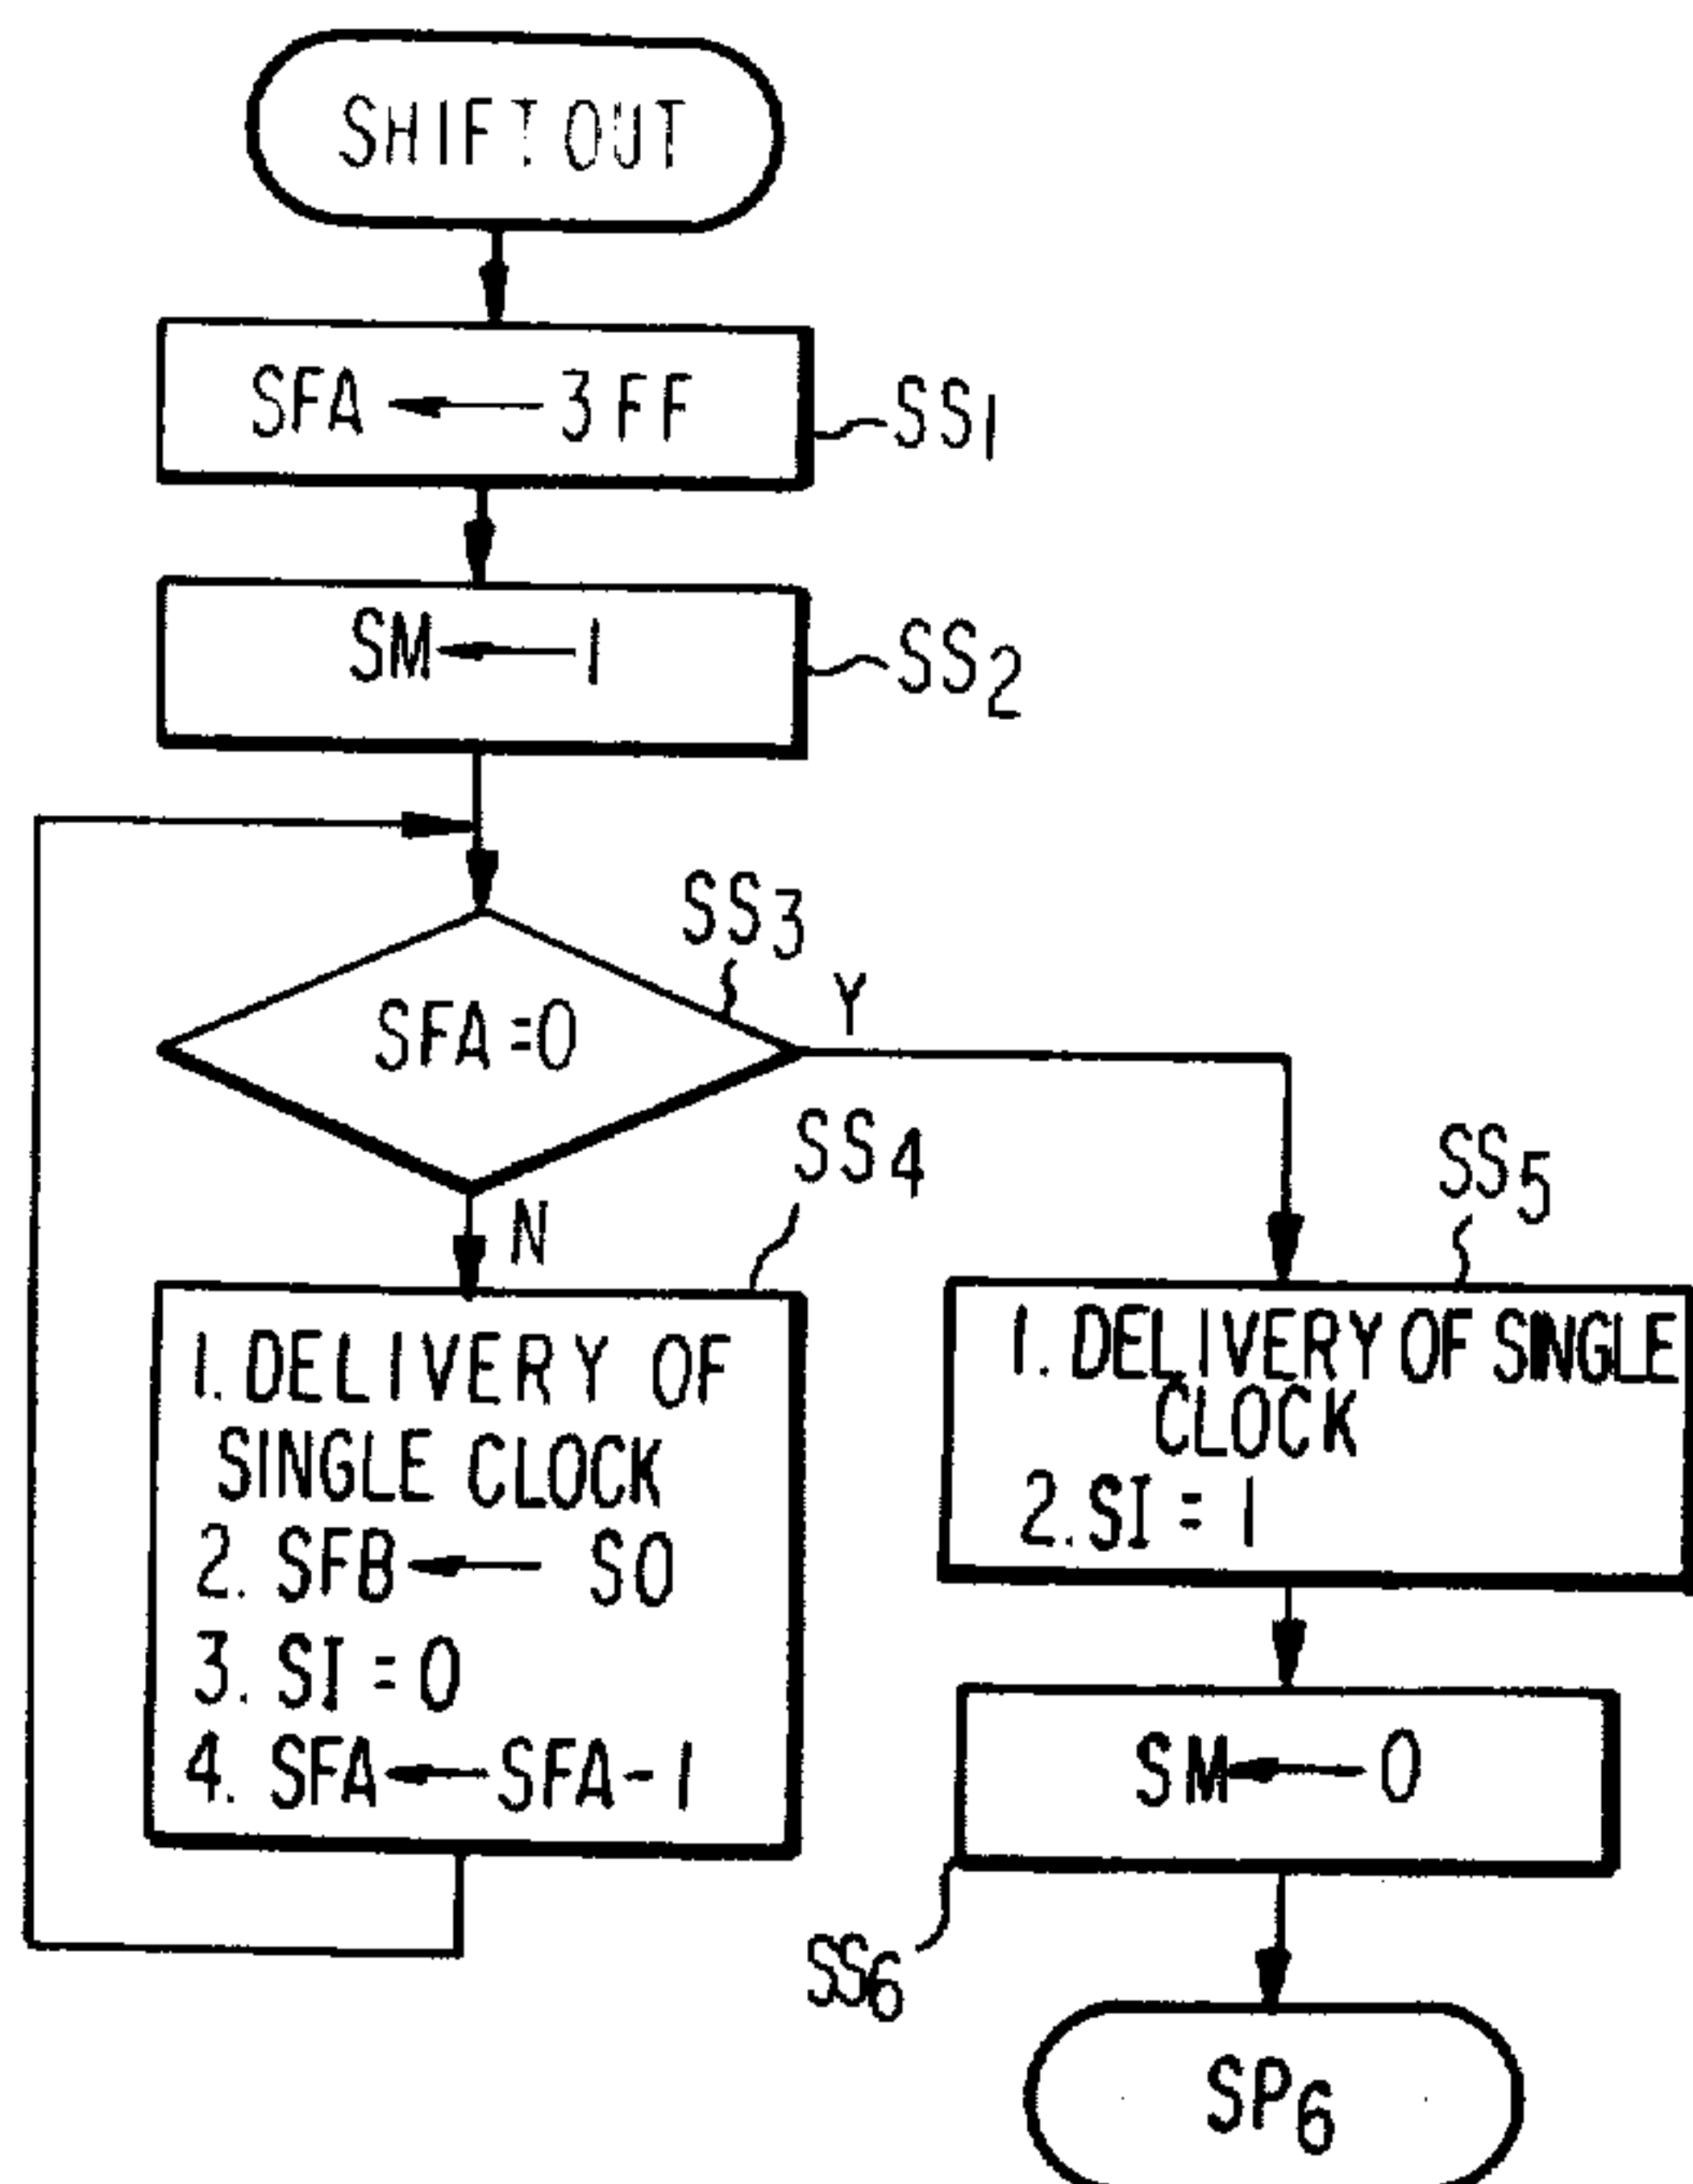 SHIFT OUT
SFA ← 3FF
SS1
SM ← 1
SS2
SS3
SFA = 0
Y
N
SS4
1. DELIVERY OF
SINGLE CLOCK
2. SFB ← SO
3. SI = 0
4. SFA ← SFA - 1
SS5
1. DELIVERY OF SINGLE
CLOCK
2. SI = 1
SM ← 0
SS6
SP6